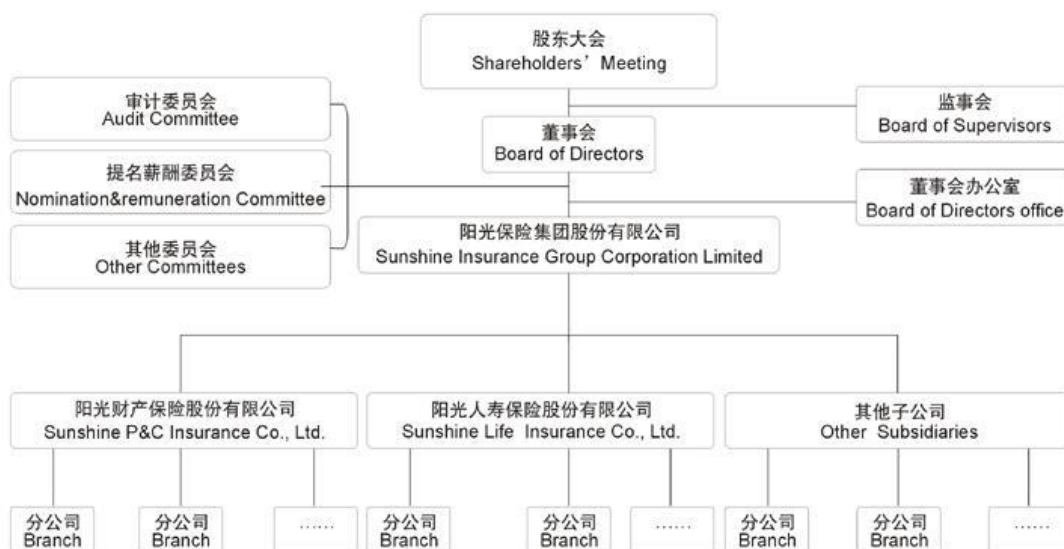 股东大会
Shareholders’ Meeting
审计委员会
Audit Committee
监事会
Board of Supervisors
董事会
Board of Directors
提名薪酬委员会
Nomination&remuneration Committee
董事会办公室
Board of Directors office
其他委员会
Other Committees
阳光保险集团股份有限公司
Sunshine Insurance Group Corporation Limited
阳光财产保险股份有限公司
Sunshine P&C Insurance Co., Ltd.
阳光人寿保险股份有限公司
Sunshine Life Insurance Co., Ltd.
其他子公司
Other Subsidiaries
分公司
Branch
分公司
Branch
......
分公司
Branch
分公司
Branch
......
分公司
Branch
分公司
Branch
......